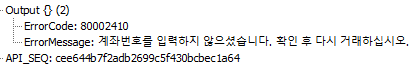 Output {} (2)
ErrorCode: 80002410
ErrorMessage: 계좌번호를 입력하지 않으셨습니다. 확인 후 다시 거래하십시오.
API_SEQ: cee644b7f2adb2699c5f430bcbec1a64